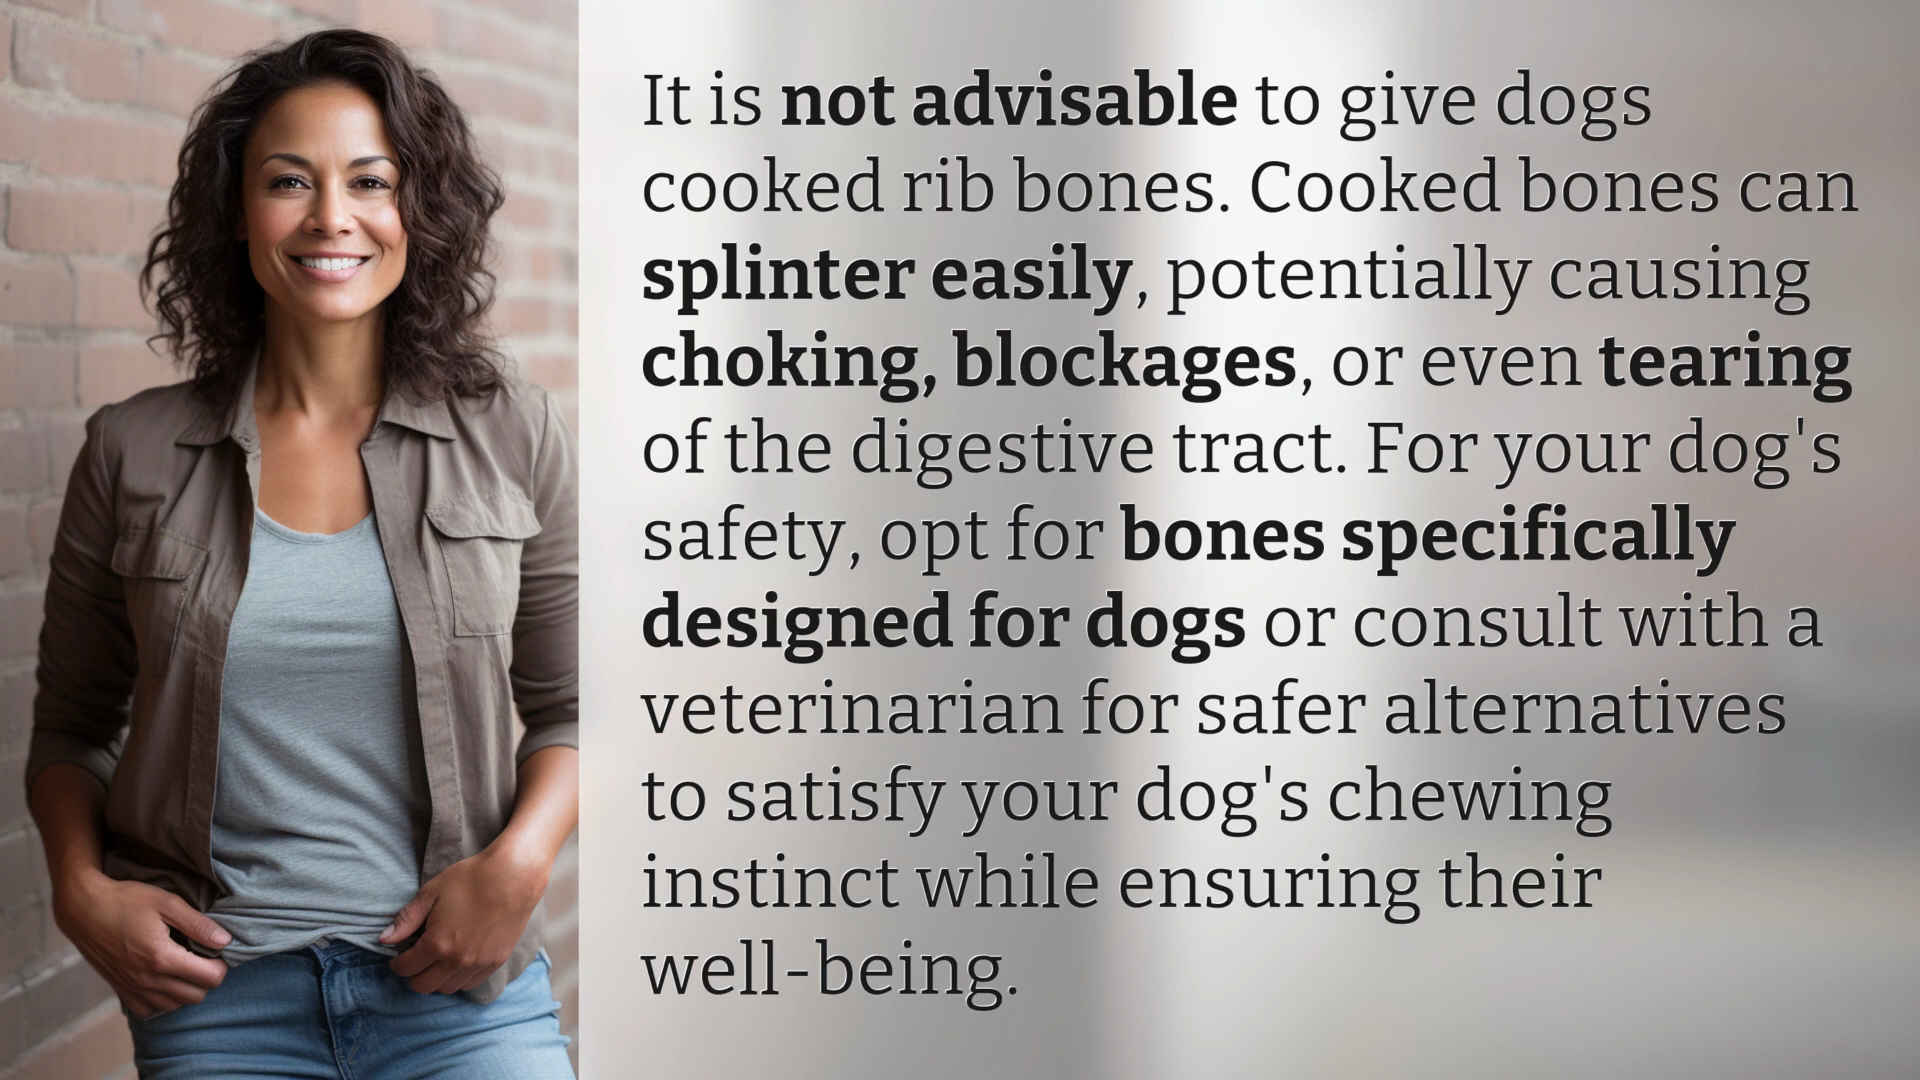 It is not advisable to give dogs
cooked rib bones. Cooked bones can
splinter easily, potentially causing
choking, blockages, or even tearing
of the digestive tract. For your dog's
safety, opt for bones specifically
designed for dogs or consult with a
veterinarian for safer alternatives
to satisfy your dog's chewing
instinct while ensuring their
well-being.